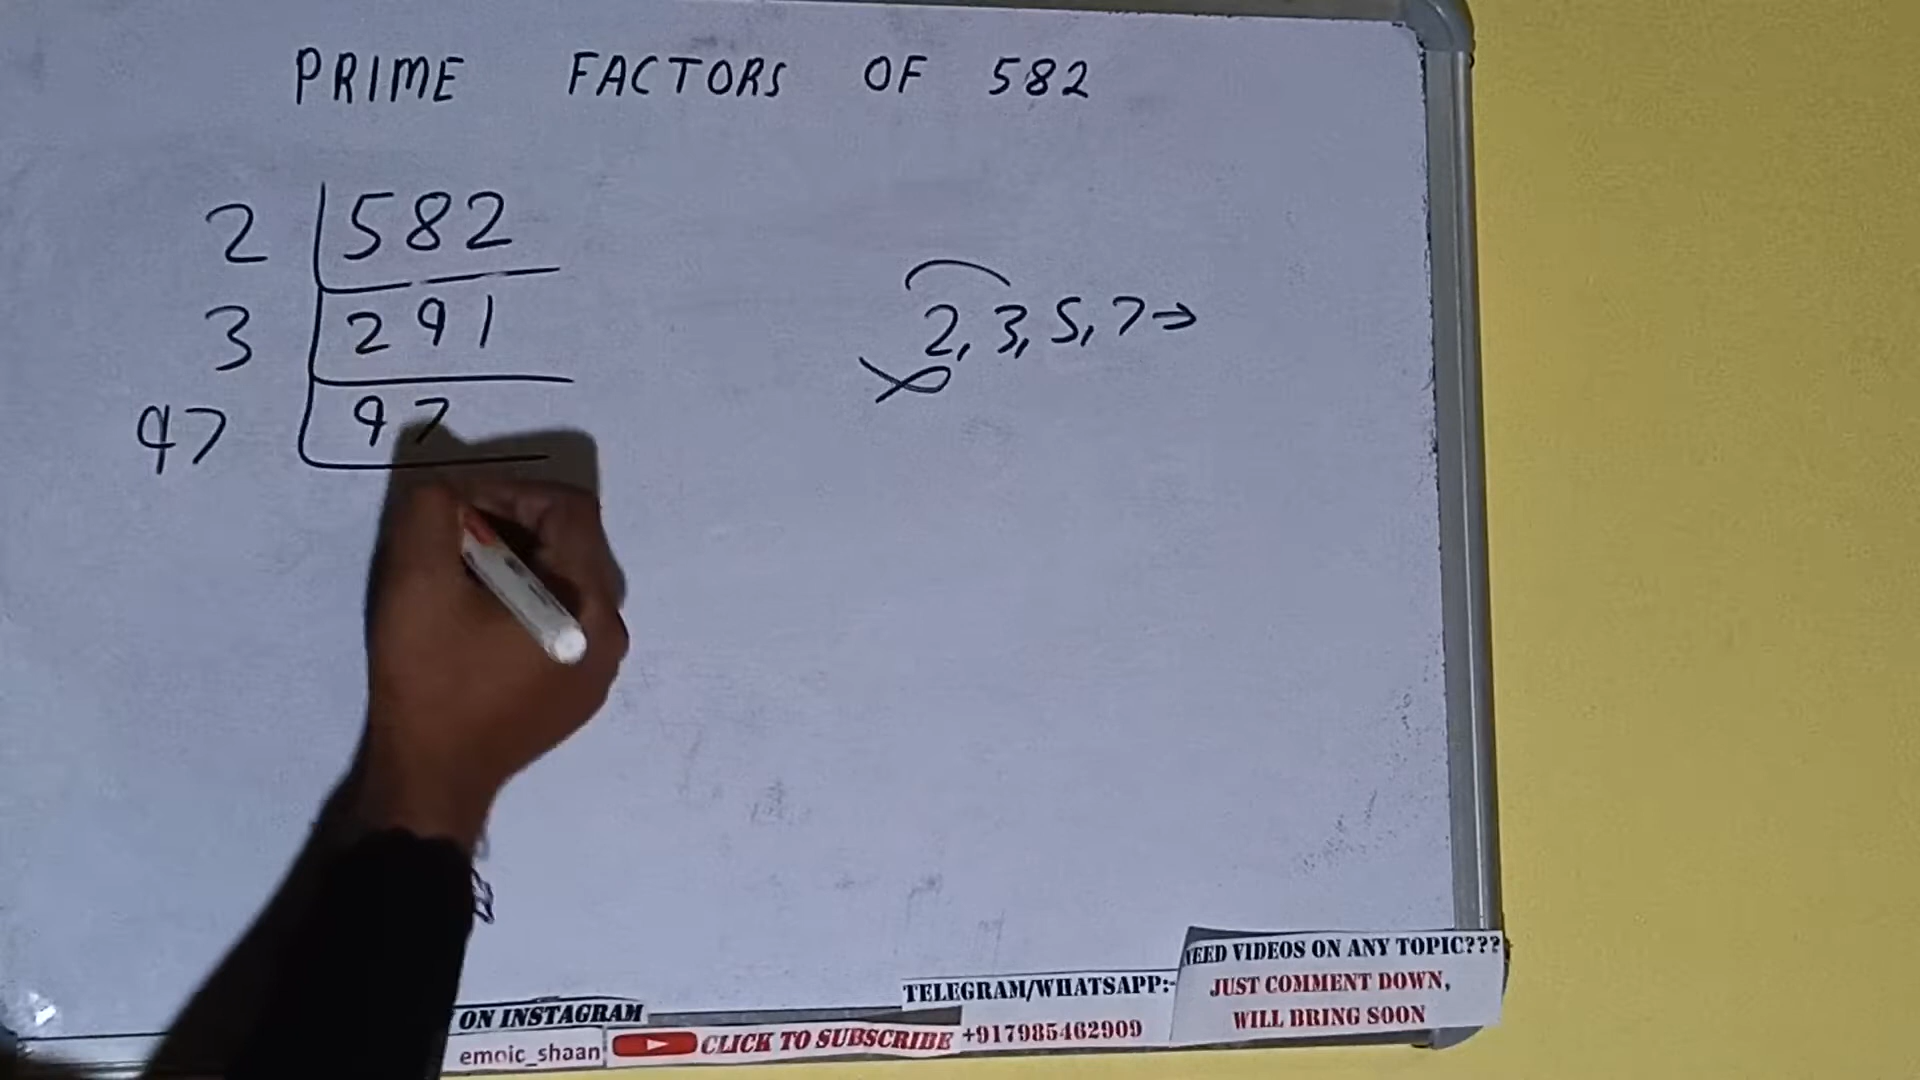 PRIME FACTORS OF 582
2 582
3 291
97 97
2, 3, 5, 7→
ON INSTAGRAM
emoic_shaan
CLICK TO SUBSCRIBE
TELEGRAM/WHATSAPP:-
+917985462909
NEED VIDEOS ON ANY TOPIC???
JUST COMMENT DOWN,
WILL BRING SOON